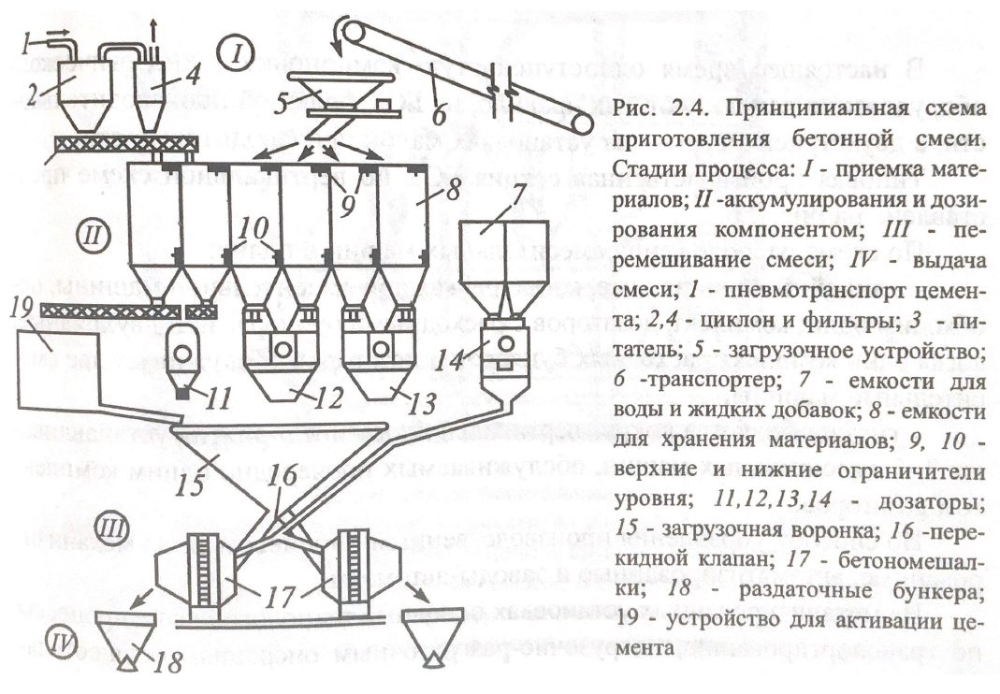 1
2
4
I
5
6
3
9
8
7
II
10
19
14
11
12
13
15
16
III
17
IV
18
Рис. 2.4. Принципиальная схема
приготовления бетонной смеси.
Стадии процесса: I - приемка мате-
риалов; II -аккумулирования и дози-
рования компонентом; III - пе-
ремешивание смеси; IV - выдача
смеси; 1 - пневмотранспорт цемен-
та; 2,4 - циклон и фильтры; 3 - пи-
татель; 5 - загрузочное устройство;
6 -транспортер; 7 - емкости для
воды и жидких добавок; 8 - емкости
для хранения материалов; 9, 10 -
верхние и нижние ограничители
уровня; 11,12,13,14 - дозаторы;
15 - загрузочная воронка; 16 -пере-
кидной клапан; 17 - бетономешал-
ки; 18 - раздаточные бункера;
19 - устройство для активации це-
мента